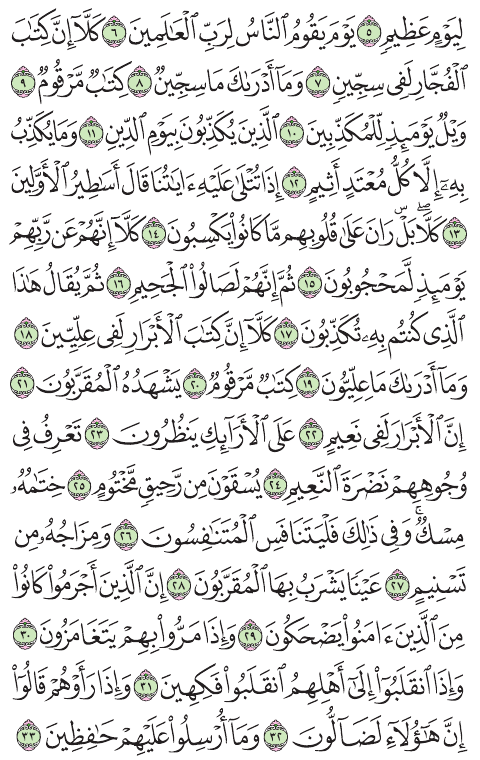 لِيَوۡمٍ عَظِيمٖ ٥ يَوۡمَ يَقُومُ ٱلنَّاسُ لِرَبِّ ٱلۡعَٰلَمِينَ ٦ كَلَّآ إِنَّ كِتَٰبَ
ٱلۡفُجَّارِ لَفِي سِجِّينٖ ٧ وَمَآ أَدۡرَىٰكَ مَا سِجِّينٞ ٨ كِتَٰبٞ مَّرۡقُومٞ ٩
وَيۡلٞ يَوۡمَئِذٖ لِّلۡمُكَذِّبِينَ ١٠ ٱلَّذِينَ يُكَذِّبُونَ بِيَوۡمِ ٱلدِّينِ ١١ وَمَا يُكَذِّبُ
بِهِۦٓ إِلَّا كُلُّ مُعۡتَدٍ أَثِيمٍ ١٢ إِذَا تُتۡلَىٰ عَلَيۡهِ ءَايَٰتُنَا قَالَ أَسَٰطِيرُ ٱلۡأَوَّلِينَ
١٣ كَلَّاۖ بَلۡۜ رَانَ عَلَىٰ قُلُوبِهِم مَّا كَانُواْ يَكۡسِبُونَ ١٤ كَلَّآ إِنَّهُمۡ عَن رَّبِّهِمۡ
يَوۡمَئِذٖ لَّمَحۡجُوبُونَ ١٥ ثُمَّ إِنَّهُمۡ لَصَالُواْ ٱلۡجَحِيمِ ١٦ ثُمَّ يُقَالُ هَٰذَا
ٱلَّذِي كُنتُم بِهِۦ تُكَذِّبُونَ ١٧ كَلَّآ إِنَّ كِتَٰبَ ٱلۡأَبۡرَارِ لَفِي عِلِّيِّينَ ١٨
وَمَآ أَدۡرَىٰكَ مَا عِلِّيُّونَ ١٩ كِتَٰبٞ مَّرۡقُومٞ ٢٠ يَشۡهَدُهُ ٱلۡمُقَرَّبُونَ ٢١
إِنَّ ٱلۡأَبۡرَارَ لَفِي نَعِيمٍ ٢٢ عَلَى ٱلۡأَرَآئِكِ يَنظُرُونَ ٢٣ تَعۡرِفُ فِي
وُجُوهِهِمۡ نَضۡرَةَ ٱلنَّعِيمِ ٢٤ يُسۡقَوۡنَ مِن رَّحِيقٖ مَّخۡتُومٍ ٢٥ خِتَٰمُهُۥ
مِسۡكٞۚ وَفِي ذَٰلِكَ فَلۡيَتَنَافَسِ ٱلۡمُتَنَٰفِسُونَ ٢٦ وَمِزَاجُهُۥ مِن
تَسۡنِيمٍ ٢٧ عَيۡنٗا يَشۡرَبُ بِهَا ٱلۡمُقَرَّبُونَ ٢٨ إِنَّ ٱلَّذِينَ أَجۡرَمُواْ كَانُواْ
مِنَ ٱلَّذِينَ ءَامَنُواْ يَضۡحَكُونَ ٢٩ وَإِذَا مَرُّواْ بِهِمۡ يَتَغَامَزُونَ ٣٠
وَإِذَا ٱنقَلَبُوٓاْ إِلَىٰٓ أَهۡلِهِمُ ٱنقَلَبُواْ فَكِهِينَ ٣١ وَإِذَا رَأَوۡهُمۡ قَالُوٓاْ
إِنَّ هَٰٓؤُلَآءِ لَضَآلُّونَ ٣٢ وَمَآ أُرۡسِلُواْ عَلَيۡهِمۡ حَٰفِظِينَ ٣٣